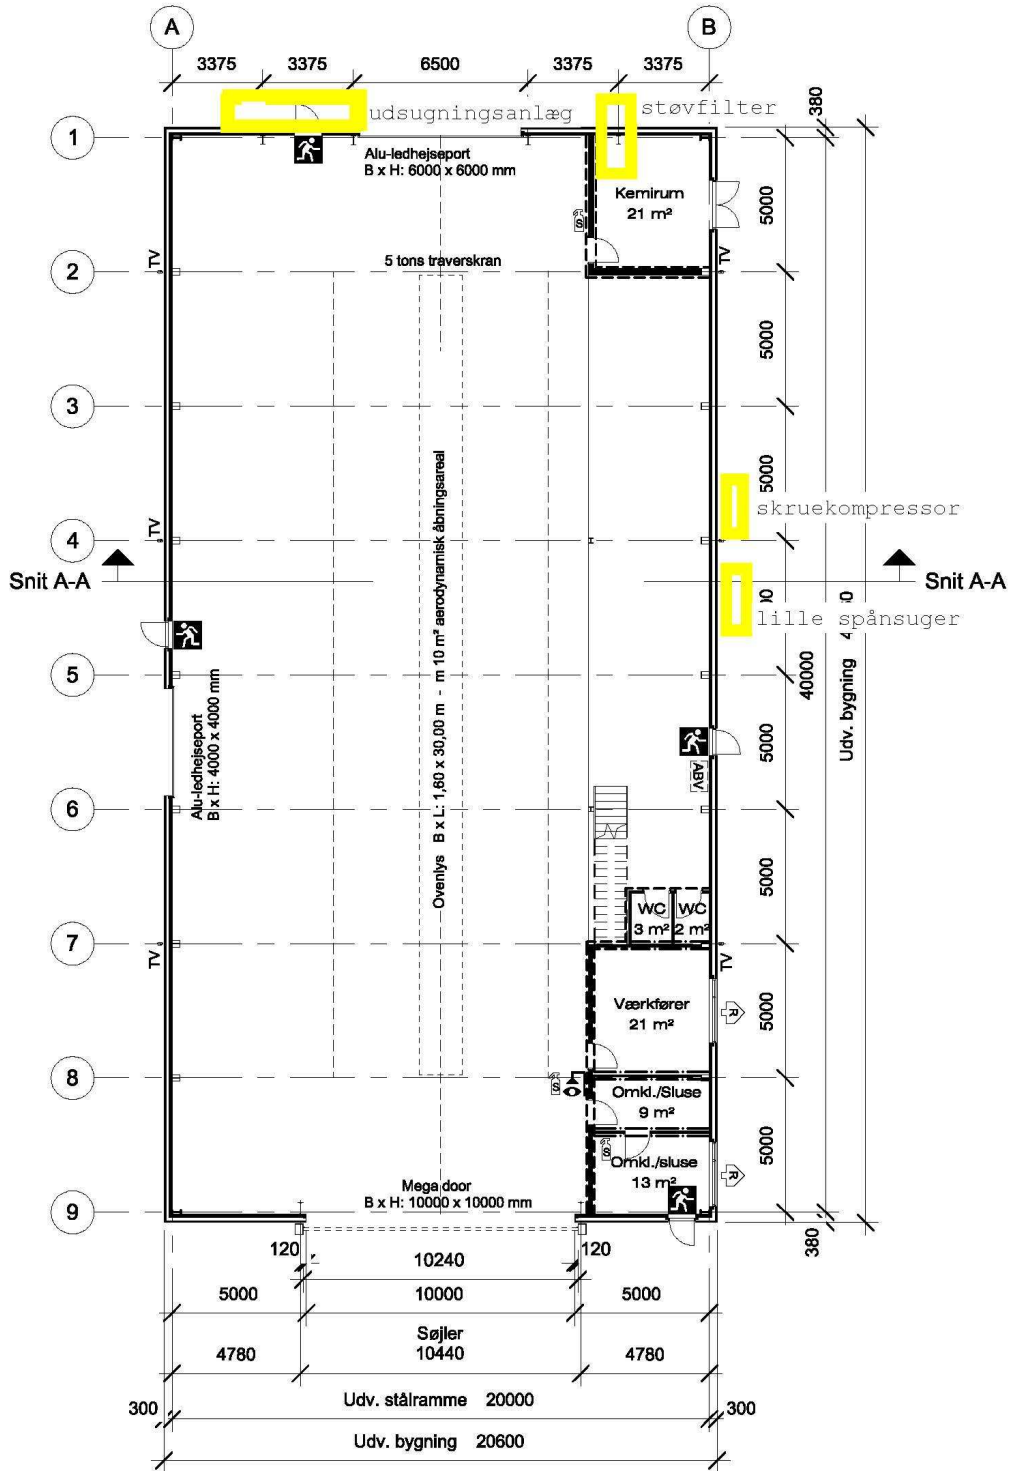 A
B
3375
3375
6500
3375
3375
380
udsugningsanlæg
støvfilter
1
Alu-ledhejseport
B x H: 6000 x 6000 mm
Kemirum
21 m²
5000
S
TV
TV
2
5 tons traverskran
5000
3
5000
skruekompressor
TV
4
Snit A-A
Snit A-A
lille spånsuger
Ovenlys B x L: 1,60 x 30,00 m - m 10 m² aerodynamisk åbningsareal
5
40000
Udv. bygning
Alu-ledhejseport
B x H: 4000 x 4000 mm
5000
ABV
6
5000
WC
3 m²
WC
2 m²
7
TV
TV
Værkfører
21 m²
R
5000
8
S
Omkl./Sluse
9 m²
5000
S
Omkl./sluse
13 m²
R
Mega door
B x H: 10000 x 10000 mm
9
380
120
10240
120
5000
10000
5000
Søjler
4780
10440
4780
Udv. stålramme 20000
300
300
Udv. bygning 20600